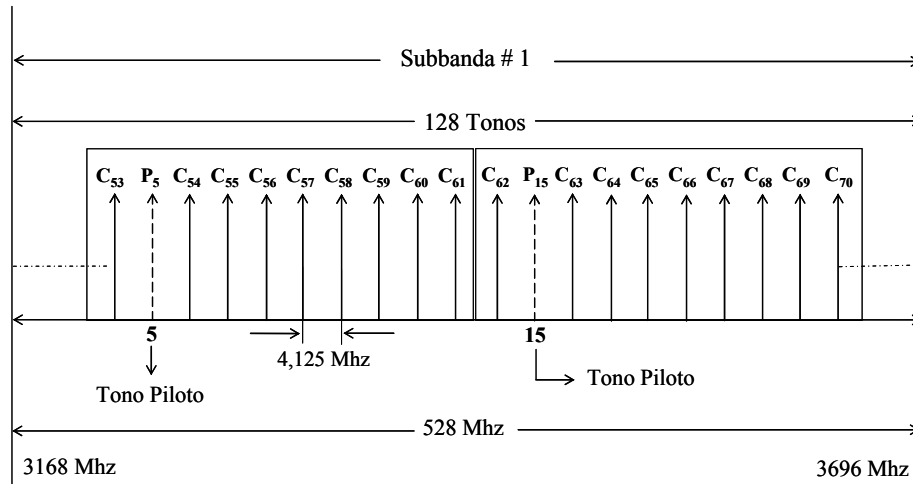 Subbanda # 1
128 Tonos
C53 P5 C54 C55 C56 C57 C58 C59 C60 C61 C62 P15 C63 C64 C65 C66 C67 C68 C69 C70
5 15
4,125 Mhz
Tono Piloto
Tono Piloto
528 Mhz
3168 Mhz 3696 Mhz